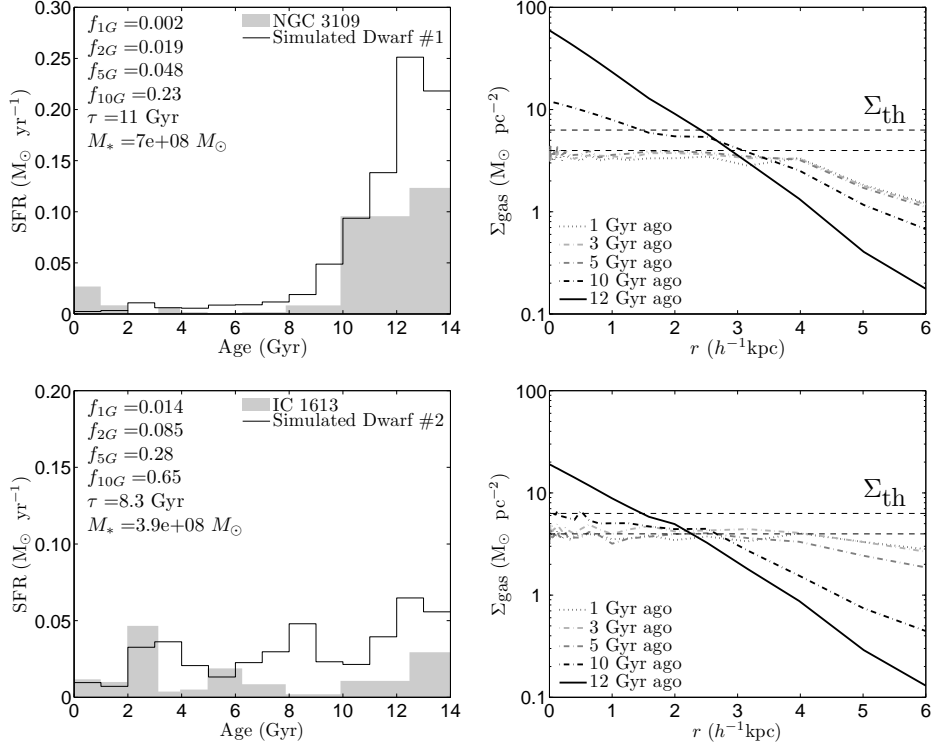 f1G =0.002
f2G =0.019
f5G =0.048
f10G =0.23
τ =11 Gyr
M* =7e+08 M⊙
NGC 3109
Simulated Dwarf #1
0.30
0.25
0.20
0.15
0.10
0.05
0
SFR (M⊙ yr−1)
0 2 4 6 8 10 12 14
Age (Gyr)
100
10
1
0.1
Σgas (M⊙ pc−2)
Σth
1 Gyr ago
3 Gyr ago
5 Gyr ago
10 Gyr ago
12 Gyr ago
0 1 2 3 4 5 6
r (h−1kpc)
f1G =0.014
f2G =0.085
f5G =0.28
f10G =0.65
τ =8.3 Gyr
M* =3.9e+08 M⊙
IC 1613
Simulated Dwarf #2
0.20
0.15
0.10
0.05
0
SFR (M⊙ yr−1)
0 2 4 6 8 10 12 14
Age (Gyr)
100
10
1
0.1
Σgas (M⊙ pc−2)
Σth
1 Gyr ago
3 Gyr ago
5 Gyr ago
10 Gyr ago
12 Gyr ago
0 1 2 3 4 5 6
r (h−1kpc)